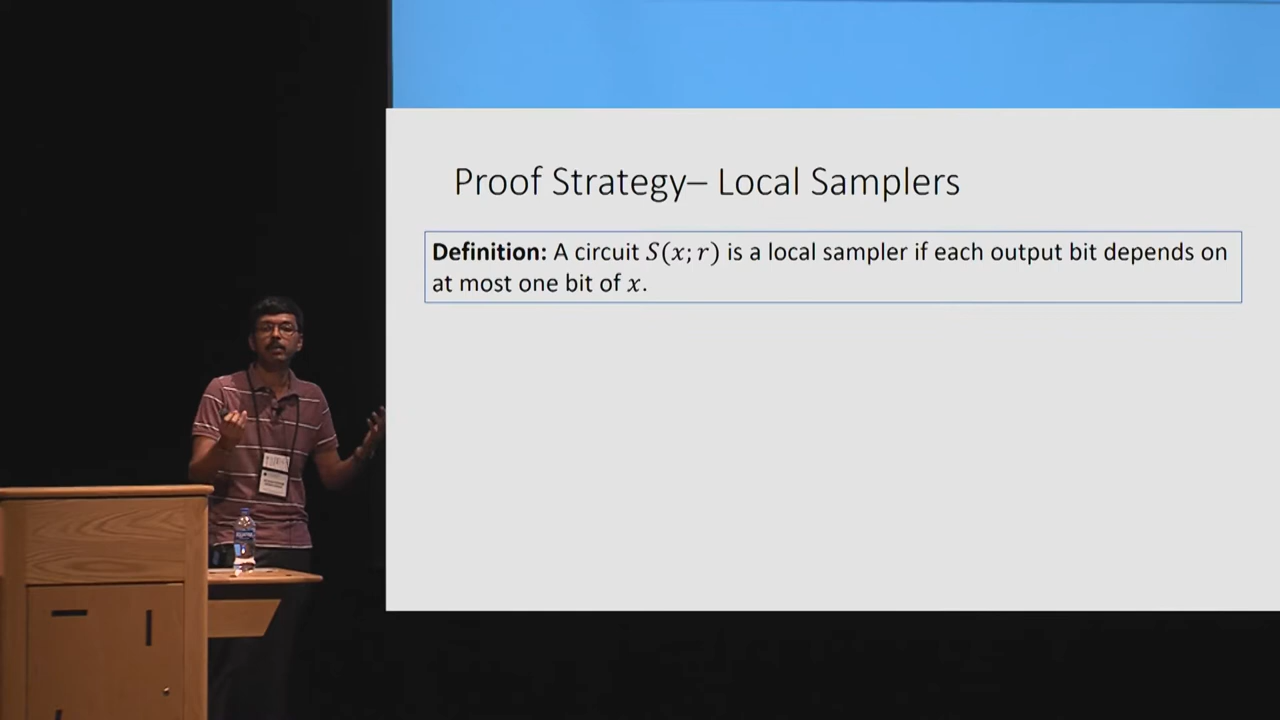 Proof Strategy– Local Samplers
Definition: A circuit S(x; r) is a local sampler if each output bit depends on
at most one bit of x.